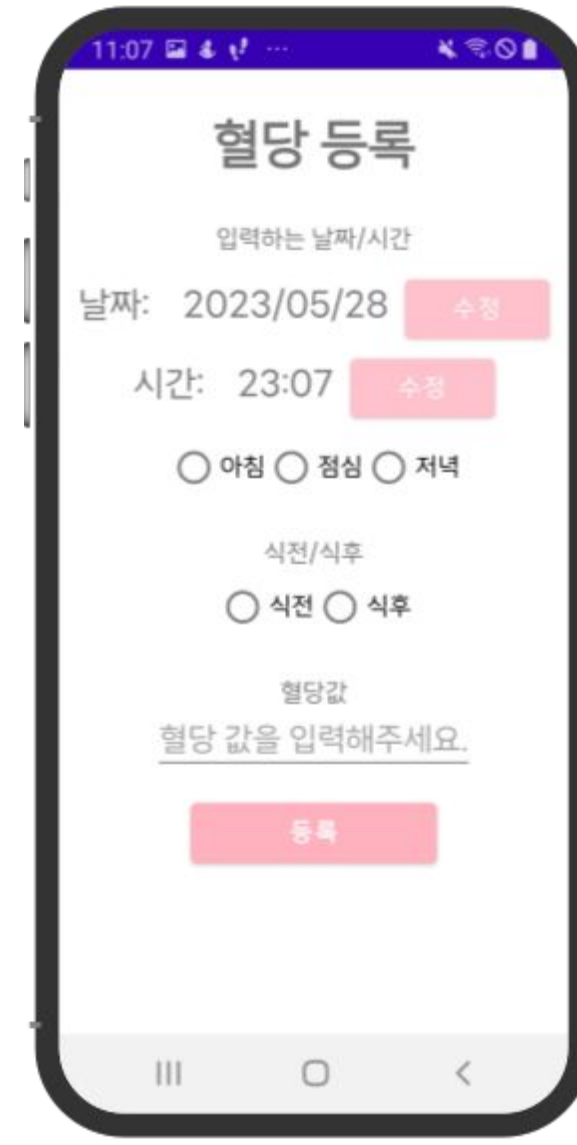 11:07
혈당 등록
입력하는 날짜/시간
날짜: 2023/05/28 수정
시간: 23:07 수정
아침 점심 저녁
식전/식후
식전 식후
혈당값
혈당 값을 입력해주세요.
등록